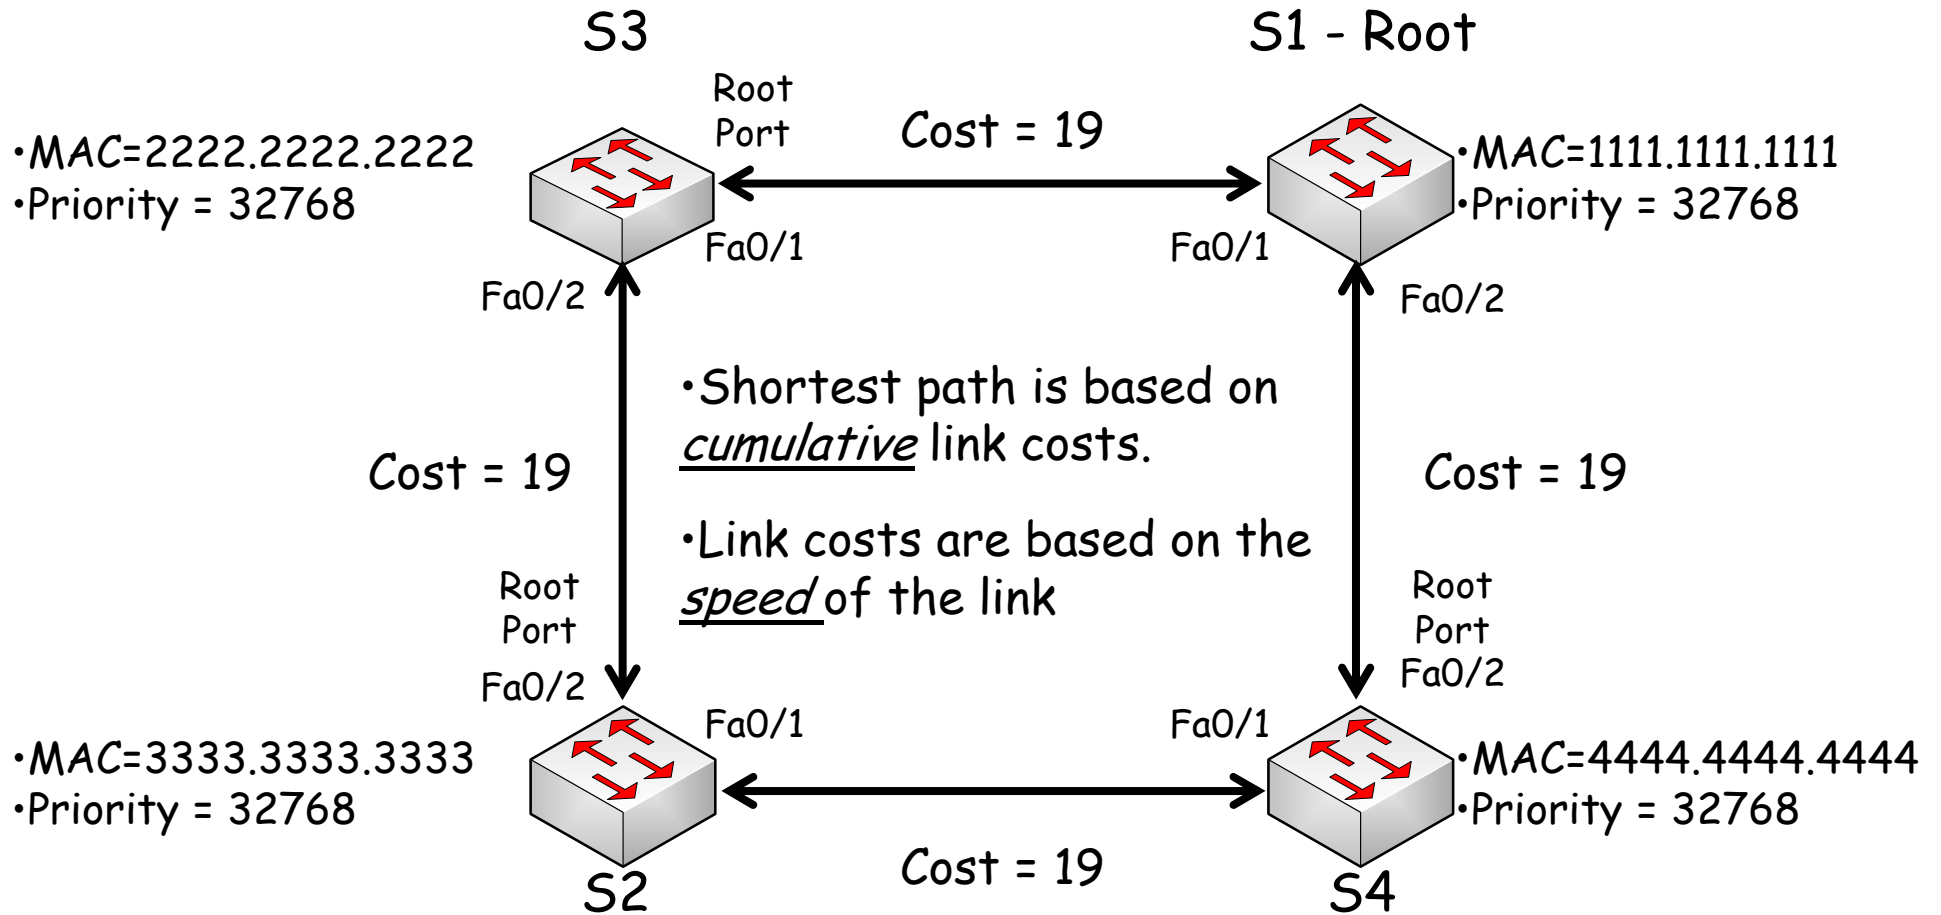 S3
S1 - Root
Root
Port
Cost = 19
•MAC=2222.2222.2222
•Priority = 32768
•MAC=1111.1111.1111
•Priority = 32768
Fa0/1
Fa0/1
Fa0/2
Fa0/2
•Shortest path is based on
cumulative link costs.
Cost = 19
Cost = 19
•Link costs are based on the
speed of the link
Root
Port
Fa0/2
Root
Port
Fa0/2
Fa0/1
Fa0/1
•MAC=3333.3333.3333
•Priority = 32768
•MAC=4444.4444.4444
•Priority = 32768
Cost = 19
S2
S4